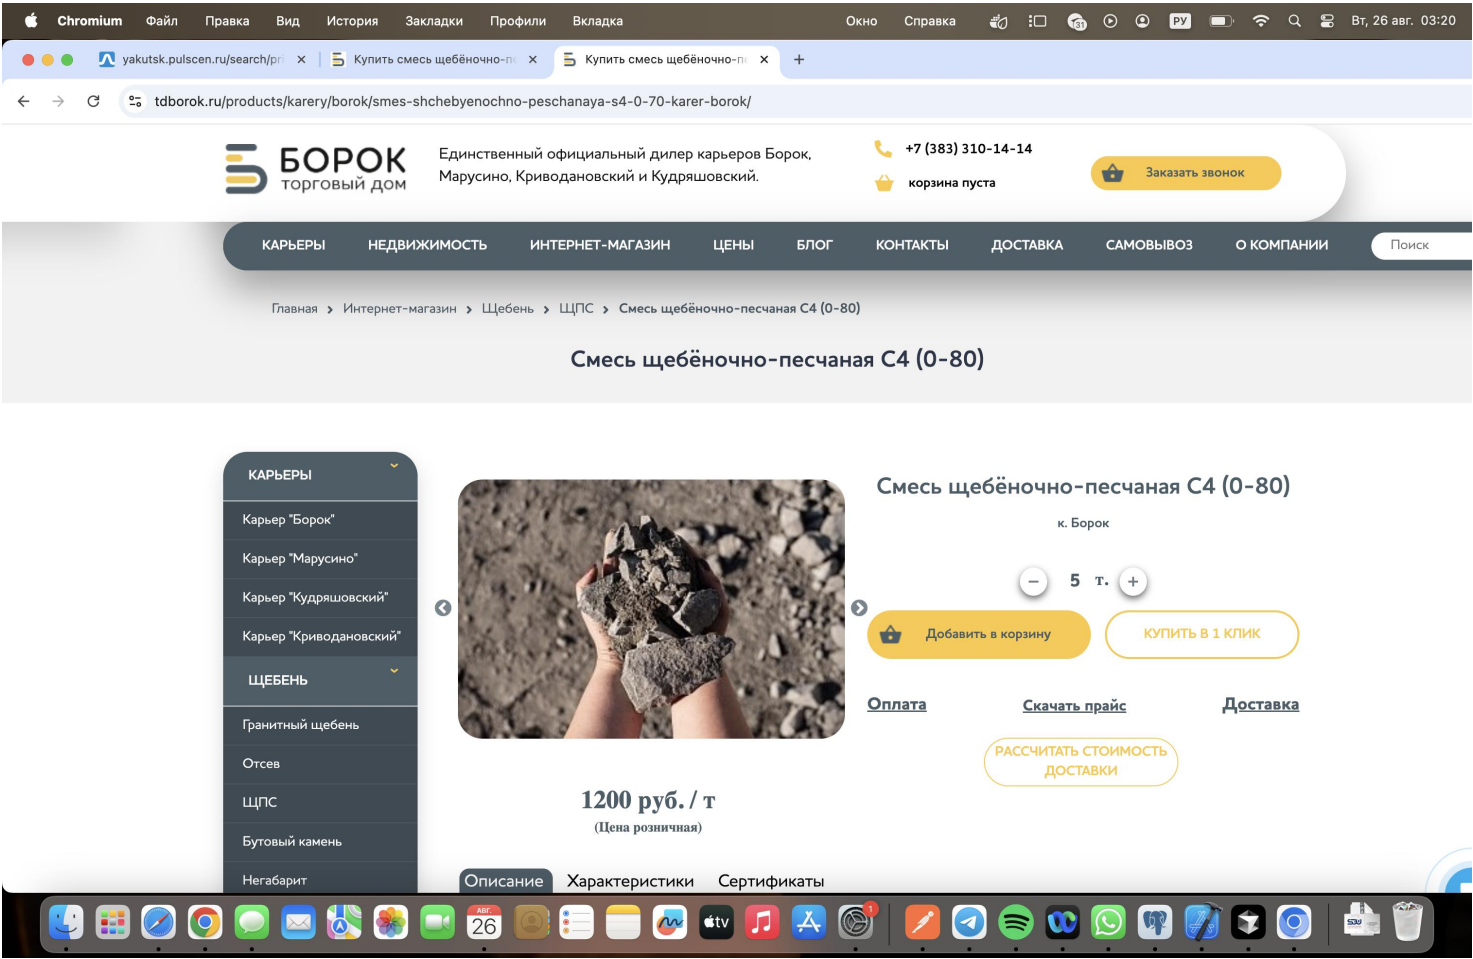 Chromium Файл Правка Вид История Закладки Профили Вкладка Окно Справка РУ Вт, 26 авг. 03:20
yakutsk.pulscen.ru/search/pri Купить смесь щебёночно-п Купить смесь щебёночно-п
tdborok.ru/products/karery/borok/smes-shchebyenochno-peschanaya-s4-0-70-karer-borok/
БОРОК
торговый дом
Единственный официальный дилер карьеров Борок,
Марусино, Криводановский и Кудряшовский.
+7 (383) 310-14-14
корзина пуста
Заказать звонок
КАРЬЕРЫ НЕДВИЖИМОСТЬ ИНТЕРНЕТ-МАГАЗИН ЦЕНЫ БЛОГ КОНТАКТЫ ДОСТАВКА САМОВЫВОЗ О КОМПАНИИ Поиск
Главная > Интернет-магазин > Щебень > ЩПС > Смесь щебёночно-песчаная С4 (0-80)
Смесь щебёночно-песчаная С4 (0-80)
КАРЬЕРЫ
Карьер "Борок"
Карьер "Марусино"
Карьер "Кудряшовский"
Карьер "Криводановский"
ЩЕБЕНЬ
Гранитный щебень
Отсев
ЩПС
Бутовый камень
Негабарит
1200 руб. / т
(Цена розничная)
Описание Характеристики Сертификаты
Смесь щебёночно-песчаная С4 (0-80)
к. Борок
− 5 т. +
Добавить в корзину
КУПИТЬ В 1 КЛИК
Оплата Скачать прайс Доставка
РАССЧИТАТЬ СТОИМОСТЬ
ДОСТАВКИ
АВГ.
26
tv
1